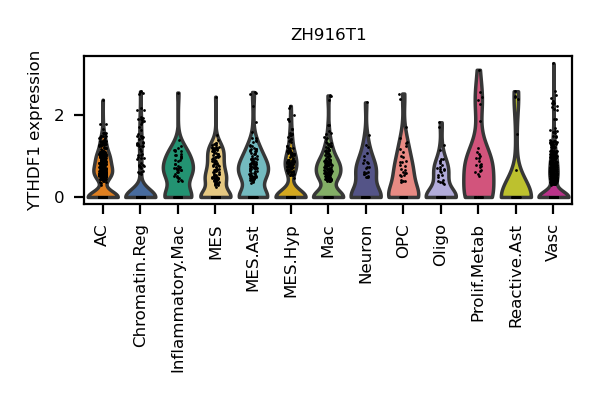 ZH916T1
YTHDF1 expression
2
0
AC
Chromatin.Reg
Inflammatory.Mac
MES
MES.Ast
MES.Hyp
Mac
Neuron
OPC
Oligo
Prolif.Metab
Reactive.Ast
Vasc